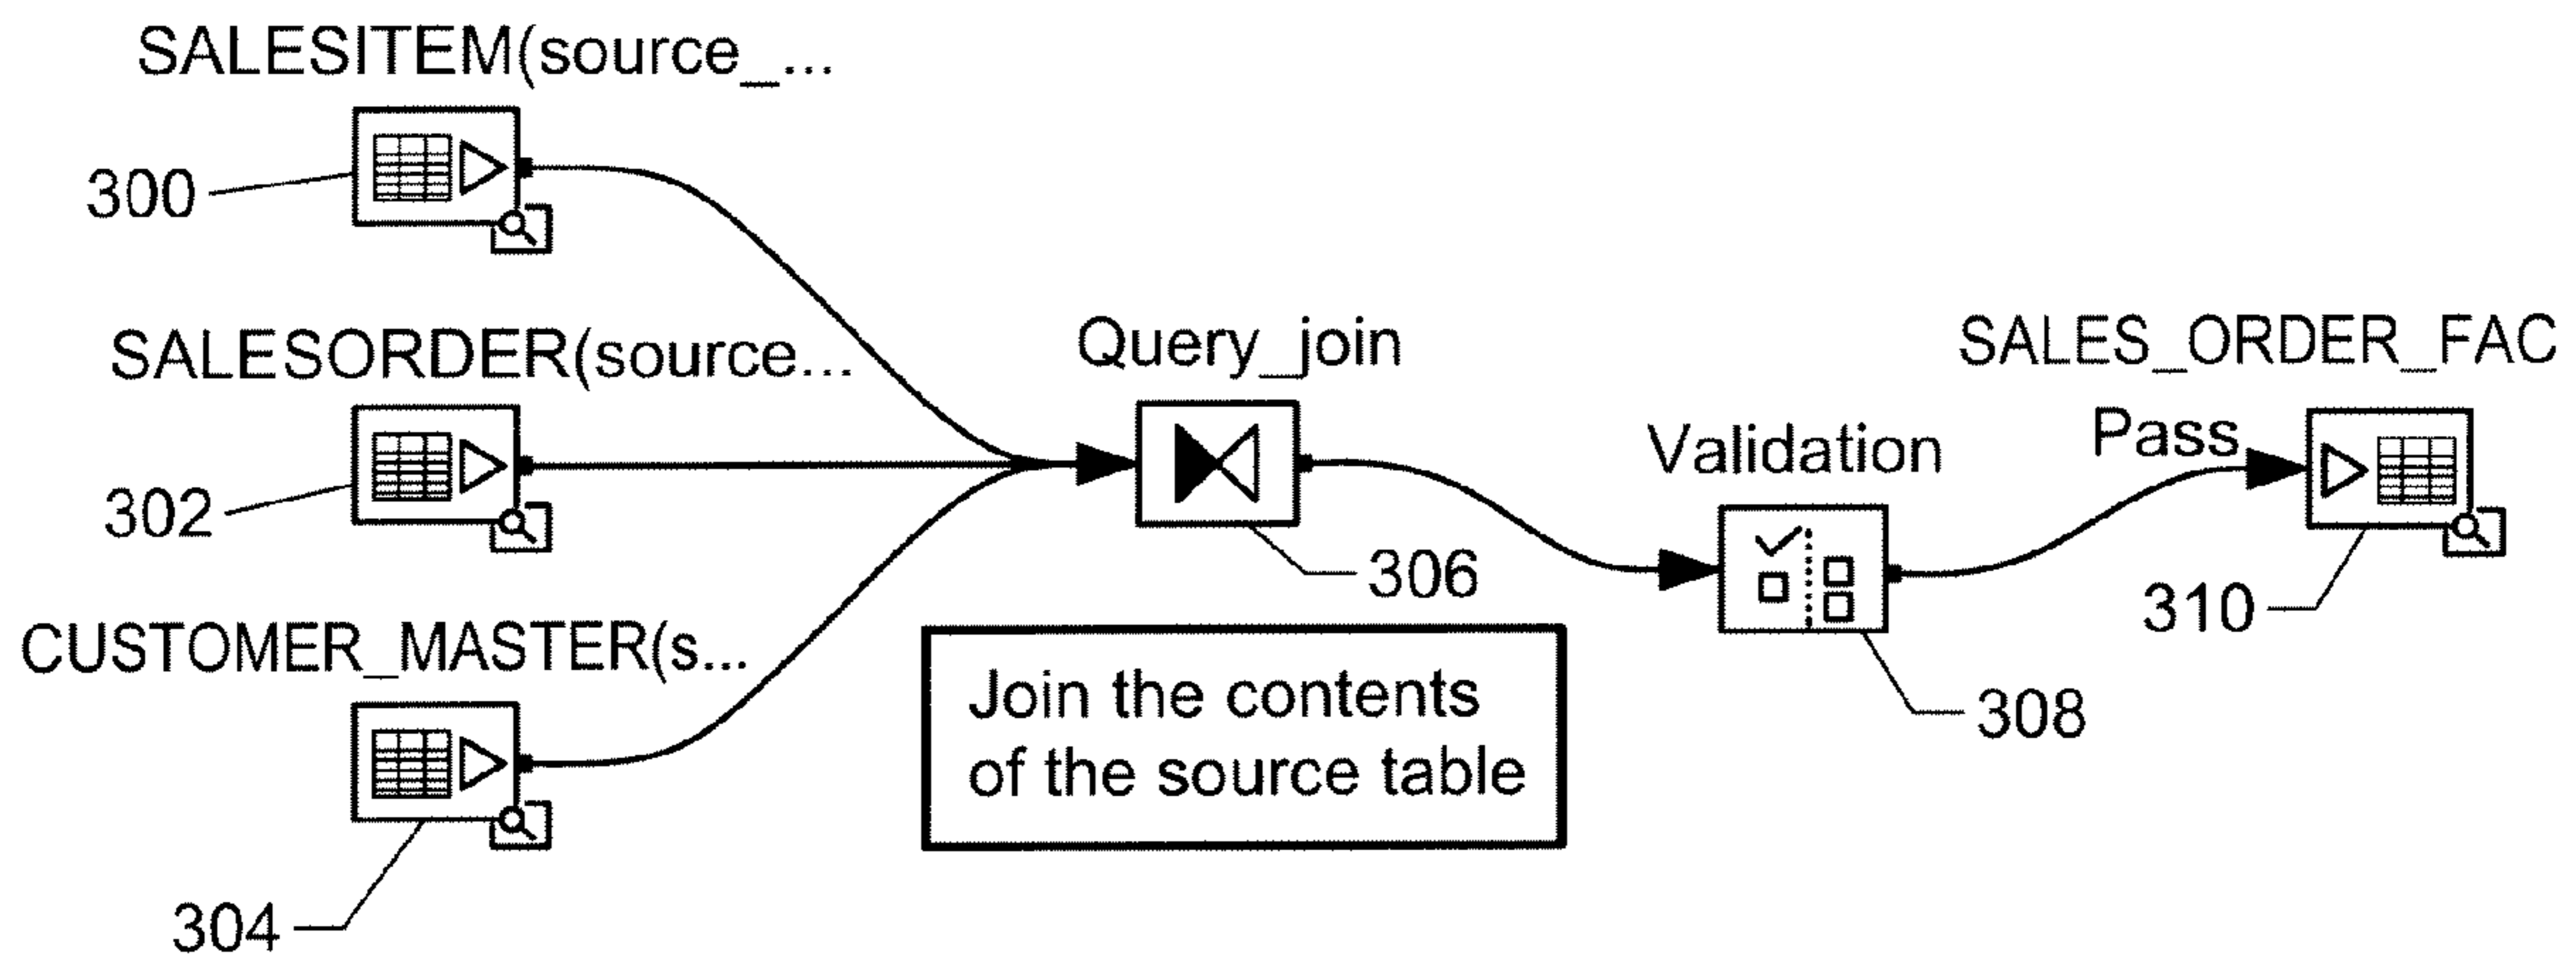 SALESITEM(source_...
300
SALESORDER(source...
302
CUSTOMER_MASTER(s...
304
Query_join
306
Join the contents
of the source table
Validation
308
Pass
SALES_ORDER_FAC
310